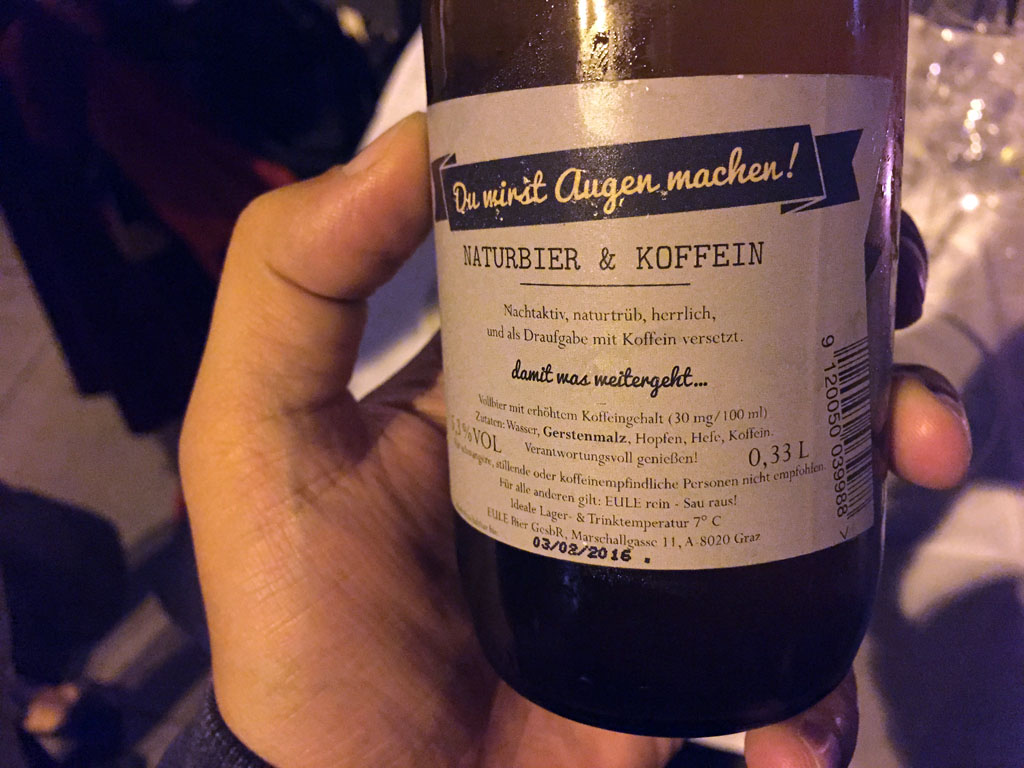 Du wirst Augen machen!
NATURBIER & KOFFEIN
Nachtaktiv, naturtrüb, herrlich,
und als Draufgabe mit Koffein versetzt.
damit was weitergeht...
Vollbier mit erhöhtem Koffeingehalt (30 mg/100 ml)
Zutaten: Wasser, Gerstenmalz, Hopfen, Hefe, Koffein.
%VOL
Verantwortungsvoll genießen!
0,33 L
schwangere, stillende oder koffeinempfindliche Personen nicht empfohlen.
Für alle anderen gilt: EULE rein - Sau raus!
Ideale Lager- & Trinktemperatur 7° C
EULE Bier GesbR, Marschallgasse 11, A-8020 Graz
03/02/2016
9 120050 039988 >